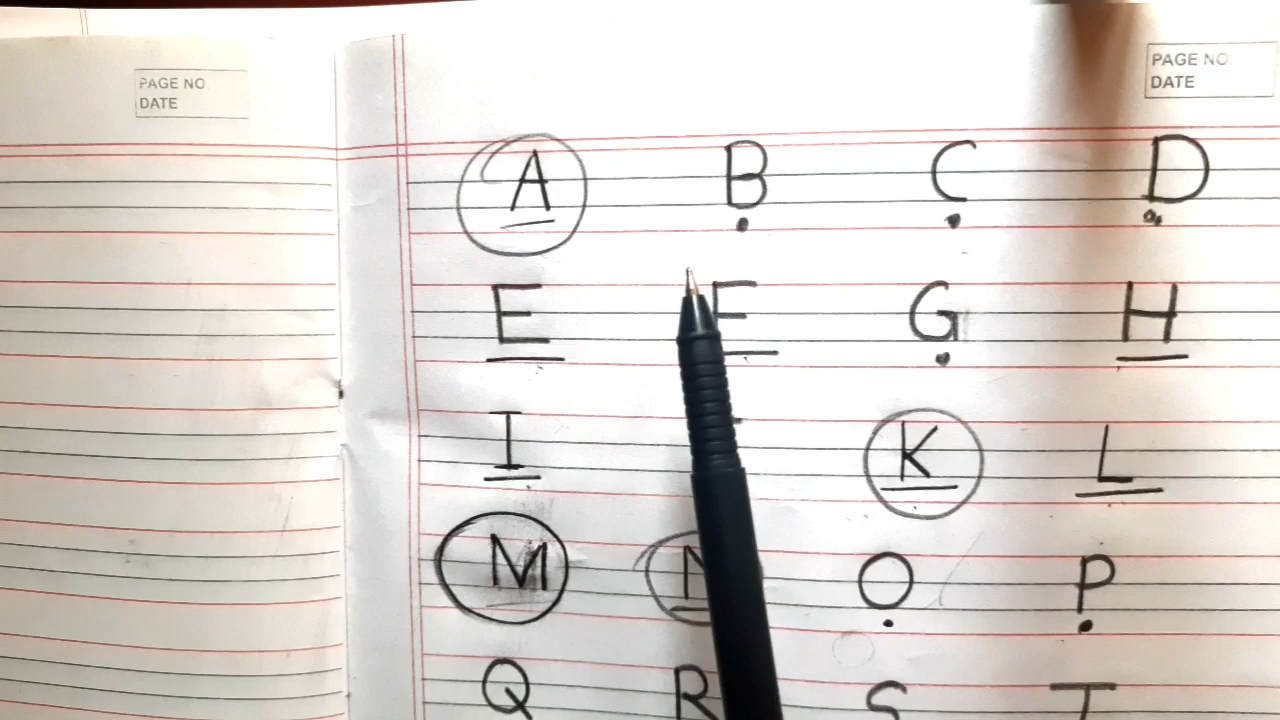 PAGE NO.
DATE
PAGE NO.
DATE
A B C D
E F G H
I K L
M N O P
Q R S T